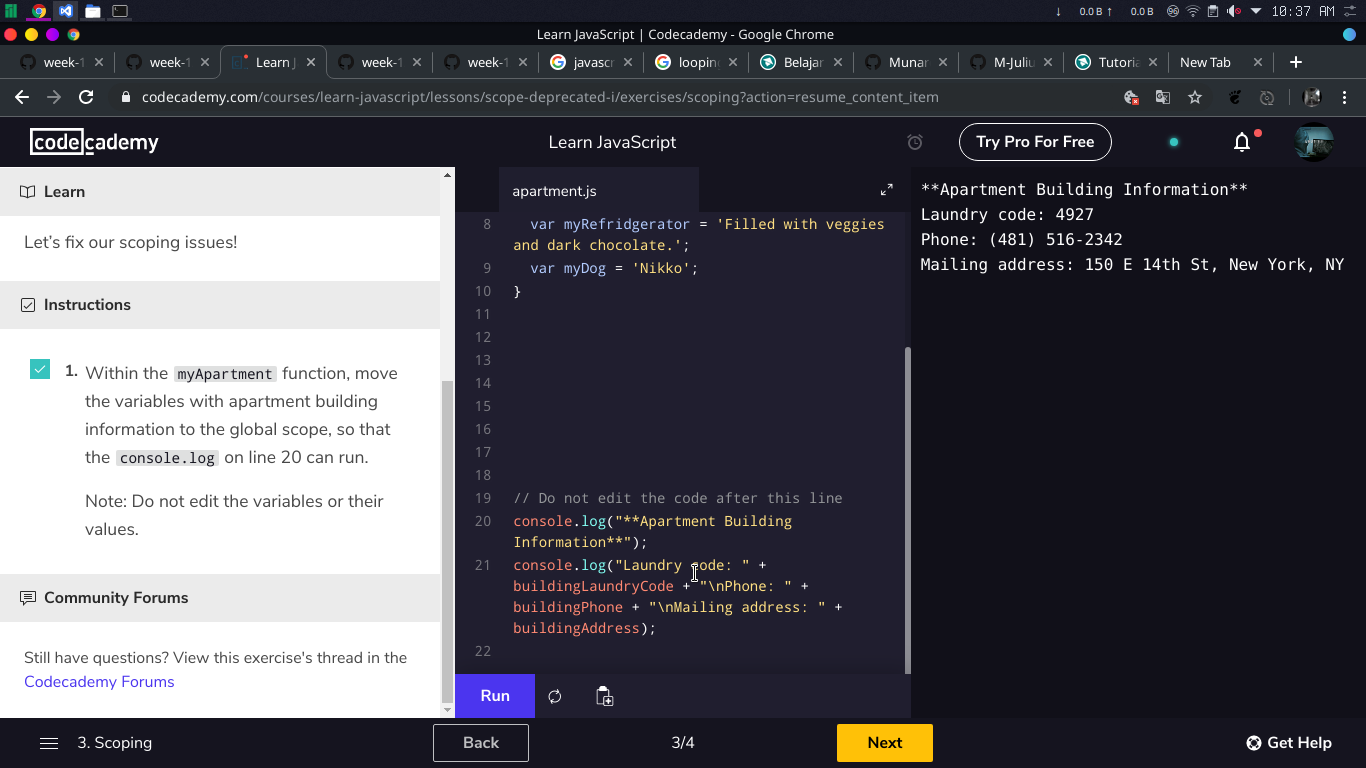 0.0 B
0.0 B
10:37 AM
Learn JavaScript | Codecademy - Google Chrome
week-1
week-1
Learn J
week-1
week-1
javascr
looping
Belajar
Munar
M-Juliu
Tutoria
New Tab
codecademy.com/courses/learn-javascript/lessons/scope-deprecated-i/exercises/scoping?action=resume_content_item
codecademy
Learn JavaScript
Try Pro For Free
Learn
Let's fix our scoping issues!
Instructions
1. Within the myApartment function, move
the variables with apartment building
information to the global scope, so that
the console.log on line 20 can run.
Note: Do not edit the variables or their
values.
Community Forums
Still have questions? View this exercise's thread in the
Codecademy Forums
apartment.js
8 var myRefridgerator = 'Filled with veggies
and dark chocolate.';
9 var myDog = 'Nikko';
10 }
11
12
13
14
15
16
17
18
19 // Do not edit the code after this line
20 console.log("**Apartment Building
Information**");
21 console.log("Laundry code: " +
buildingLaundryCode + "\nPhone: " +
buildingPhone + "\nMailing address: " +
buildingAddress);
22
Run
**Apartment Building Information**
Laundry code: 4927
Phone: (481) 516-2342
Mailing address: 150 E 14th St, New York, NY
3. Scoping
Back
3/4
Next
Get Help